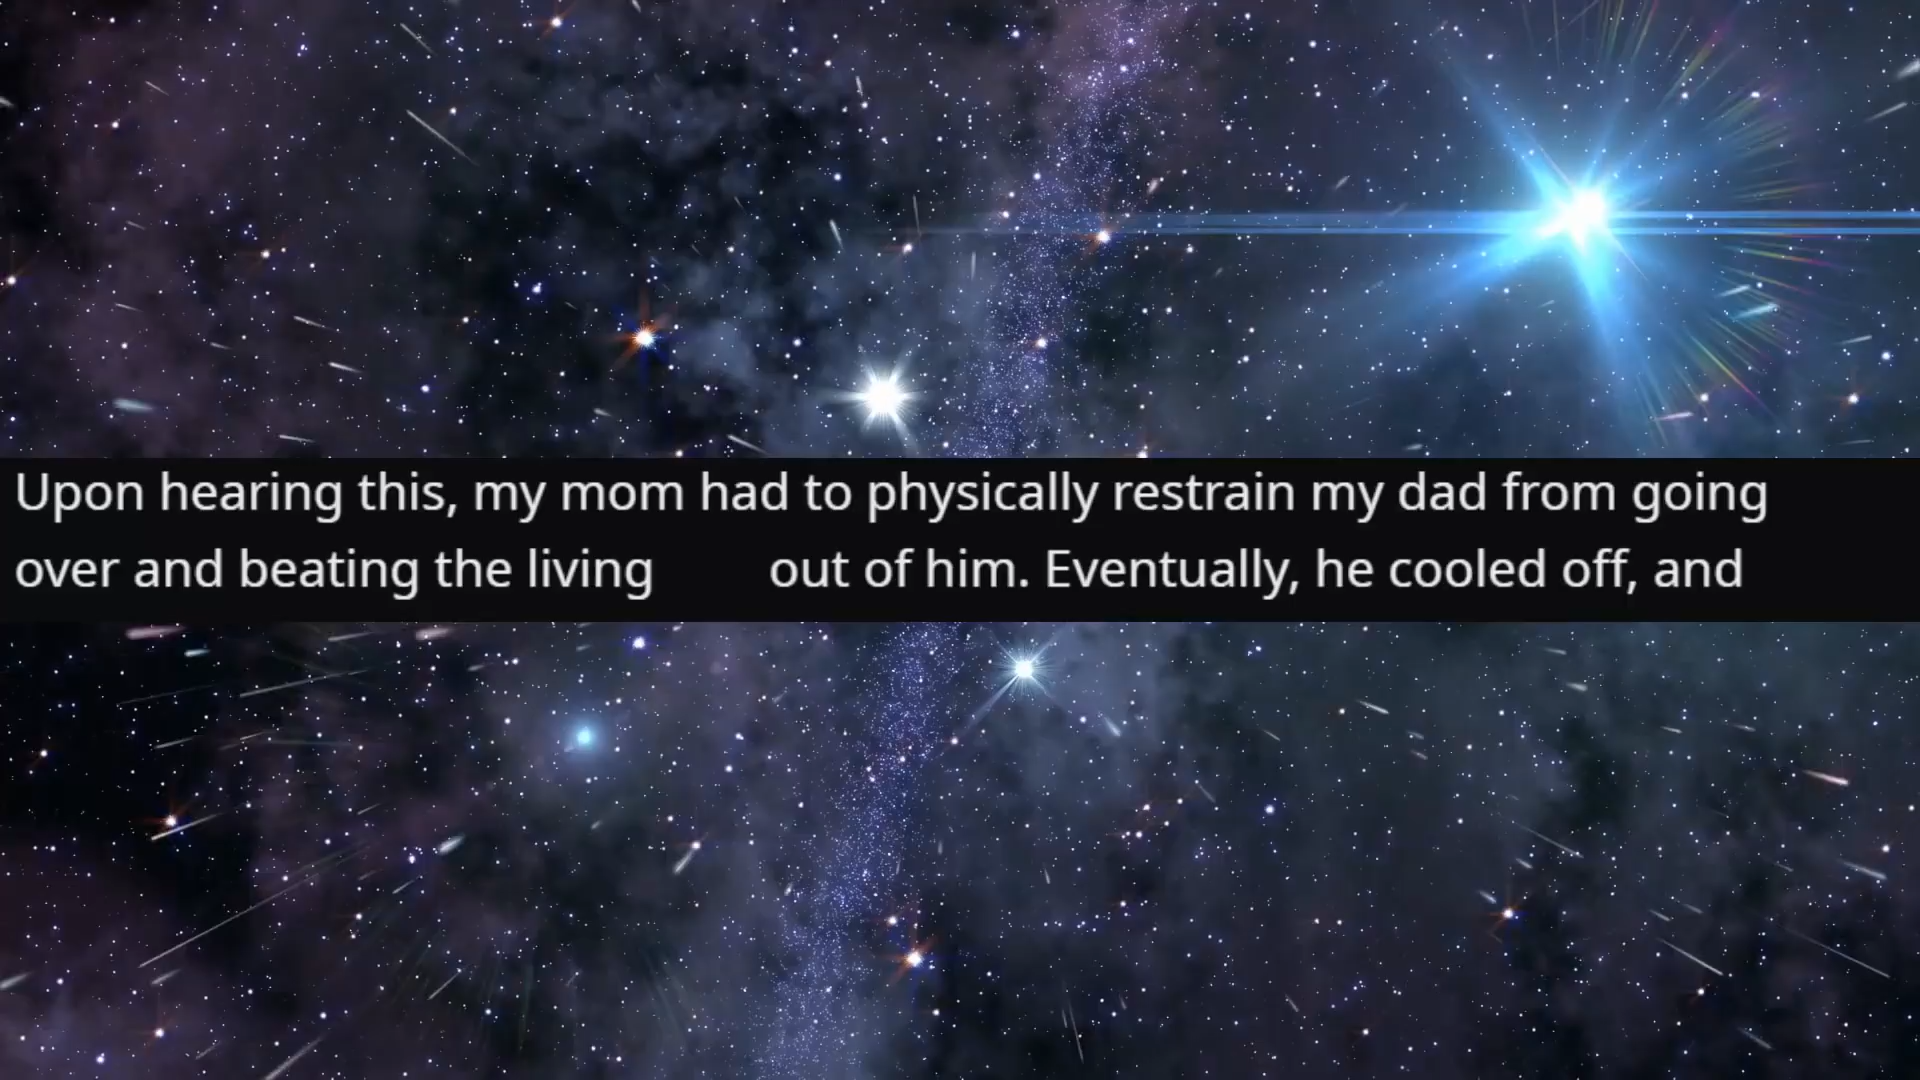 Upon hearing this, my mom had to physically restrain my dad from going
over and beating the living out of him. Eventually, he cooled off, and